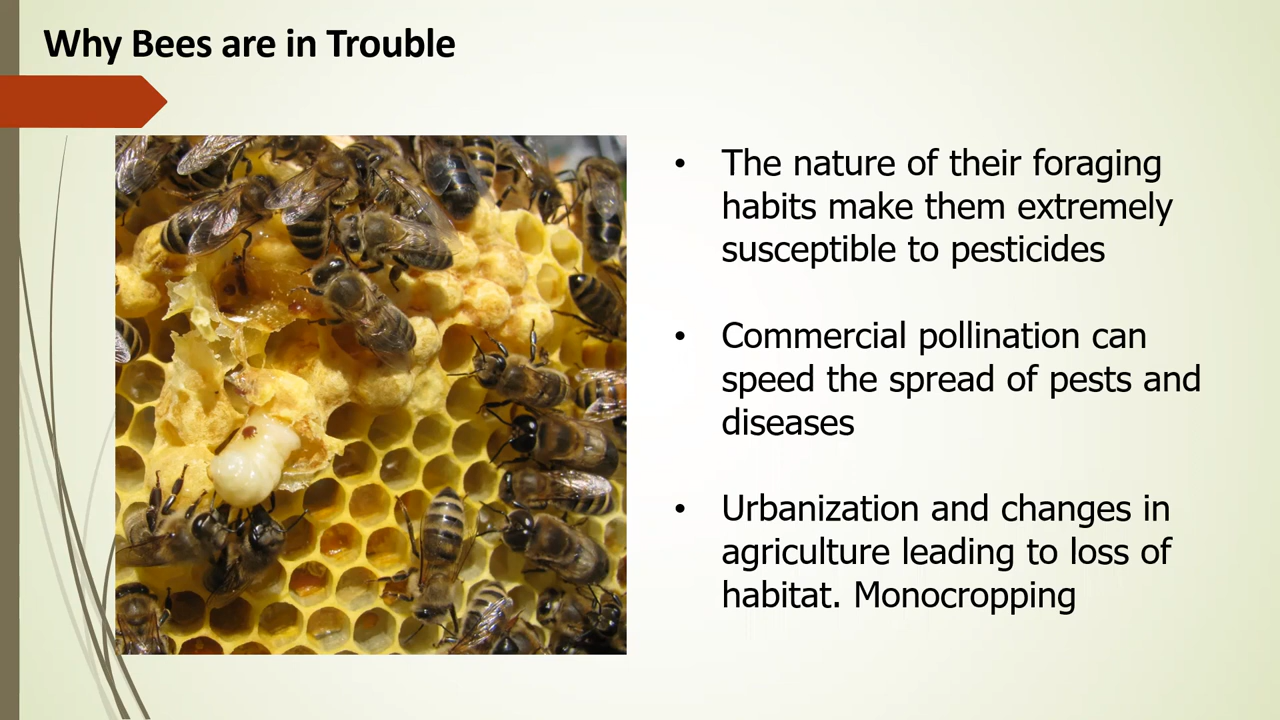 Why Bees are in Trouble
• The nature of their foraging
habits make them extremely
susceptible to pesticides
• Commercial pollination can
speed the spread of pests and
diseases
• Urbanization and changes in
agriculture leading to loss of
habitat. Monocropping